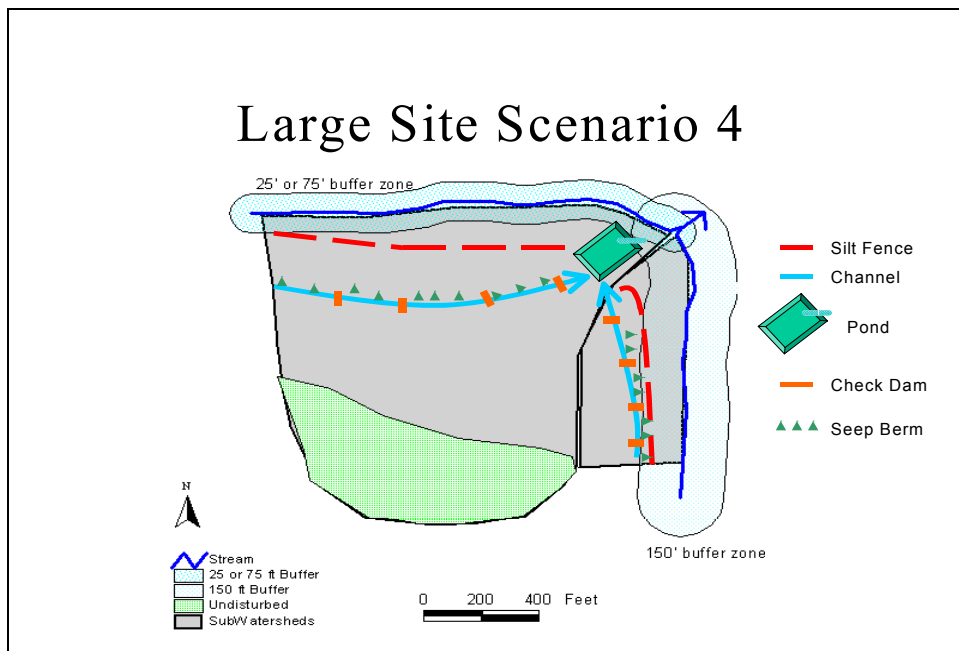 Large Site Scenario 4
25' or 75' buffer zone
Silt Fence
Channel
Pond
Check Dam
Seep Berm
150' buffer zone
N
Stream
25 or 75 ft Buffer
150 ft Buffer
Undisturbed
SubWatersheds
0 200 400 Feet